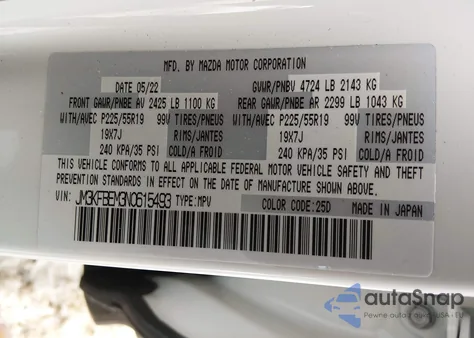 MFD. BY MAZDA MOTOR CORPORATION
DATE 05/22 GVWR/PNBV 4724 LB 2143 KG
FRONT GAWR/PNBE AV 2425 LB 1100 KG REAR GAWR/PNBE AR 2299 LB 1043 KG
WITH/AVEC P225/55R19 99V TIRES/PNEUS WITH/AVEC P225/55R19 99V TIRES/PNEUS
19X7J RIMS/JANTES 19X7J RIMS/JANTES
240 KPA/35 PSI COLD/A FROID 240 KPA/35 PSI COLD/A FROID
THIS VEHICLE CONFORMS TO ALL APPLICABLE FEDERAL MOTOR VEHICLE SAFETY AND THEFT
PREVENTION STANDARDS IN EFFECT ON THE DATE OF MANUFACTURE SHOWN ABOVE.
VIN: JM3KFBEM3N0615493 TYPE:MPV COLOR CODE:25D MADE IN JAPAN
autoSnap
Pewne auto z USA - EU